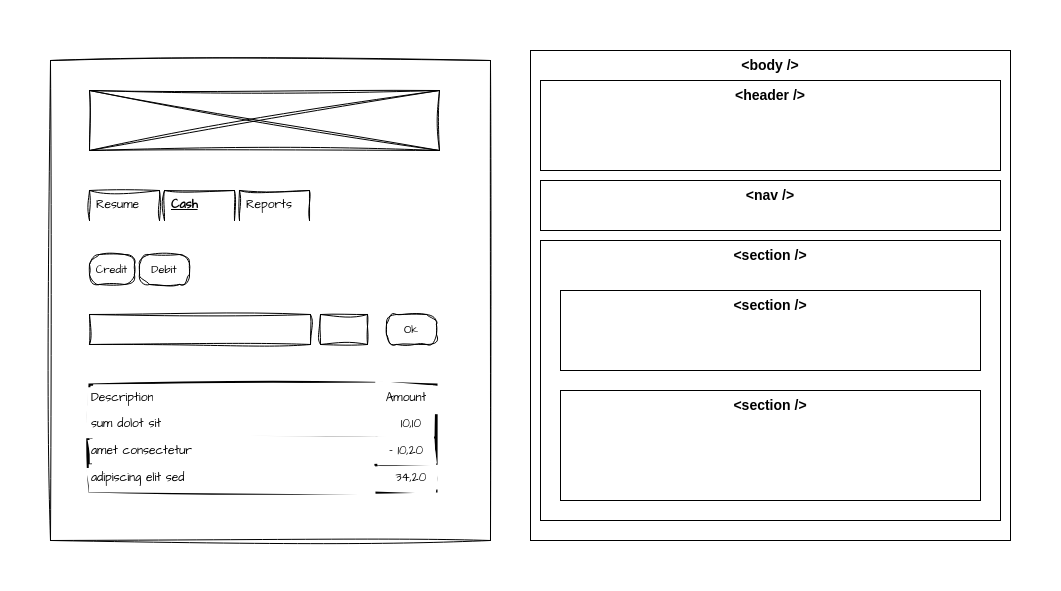 Resume Cash Reports
Credit Debit
Ok
Description Amount
sum dolot sit 10,10
amet consectetur - 10,20
adipiscing elit sed 34,20
<body />
<header />
<nav />
<section />
<section />
<section />